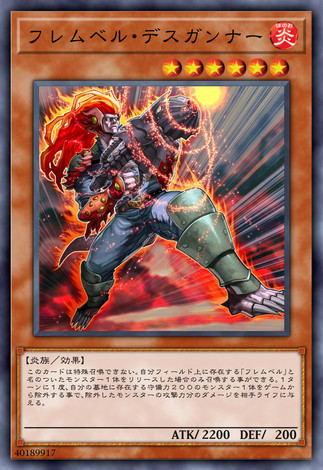 フレムベル・デスガンナー
ほのお
炎
【炎族／効果】
このカードは特殊召喚できない。自分フィールド上に存在する「フレムベル」と
名のついたモンスター１体をリリースした場合のみ召喚する事ができる。１タ
ーンに１度、自分の墓地に存在する守備力２００のモンスター１体をゲームか
ら除外する事で、除外したモンスターの攻撃力分のダメージを相手ライフに与
える。
ATK/ 2200 DEF/ 200
40189917